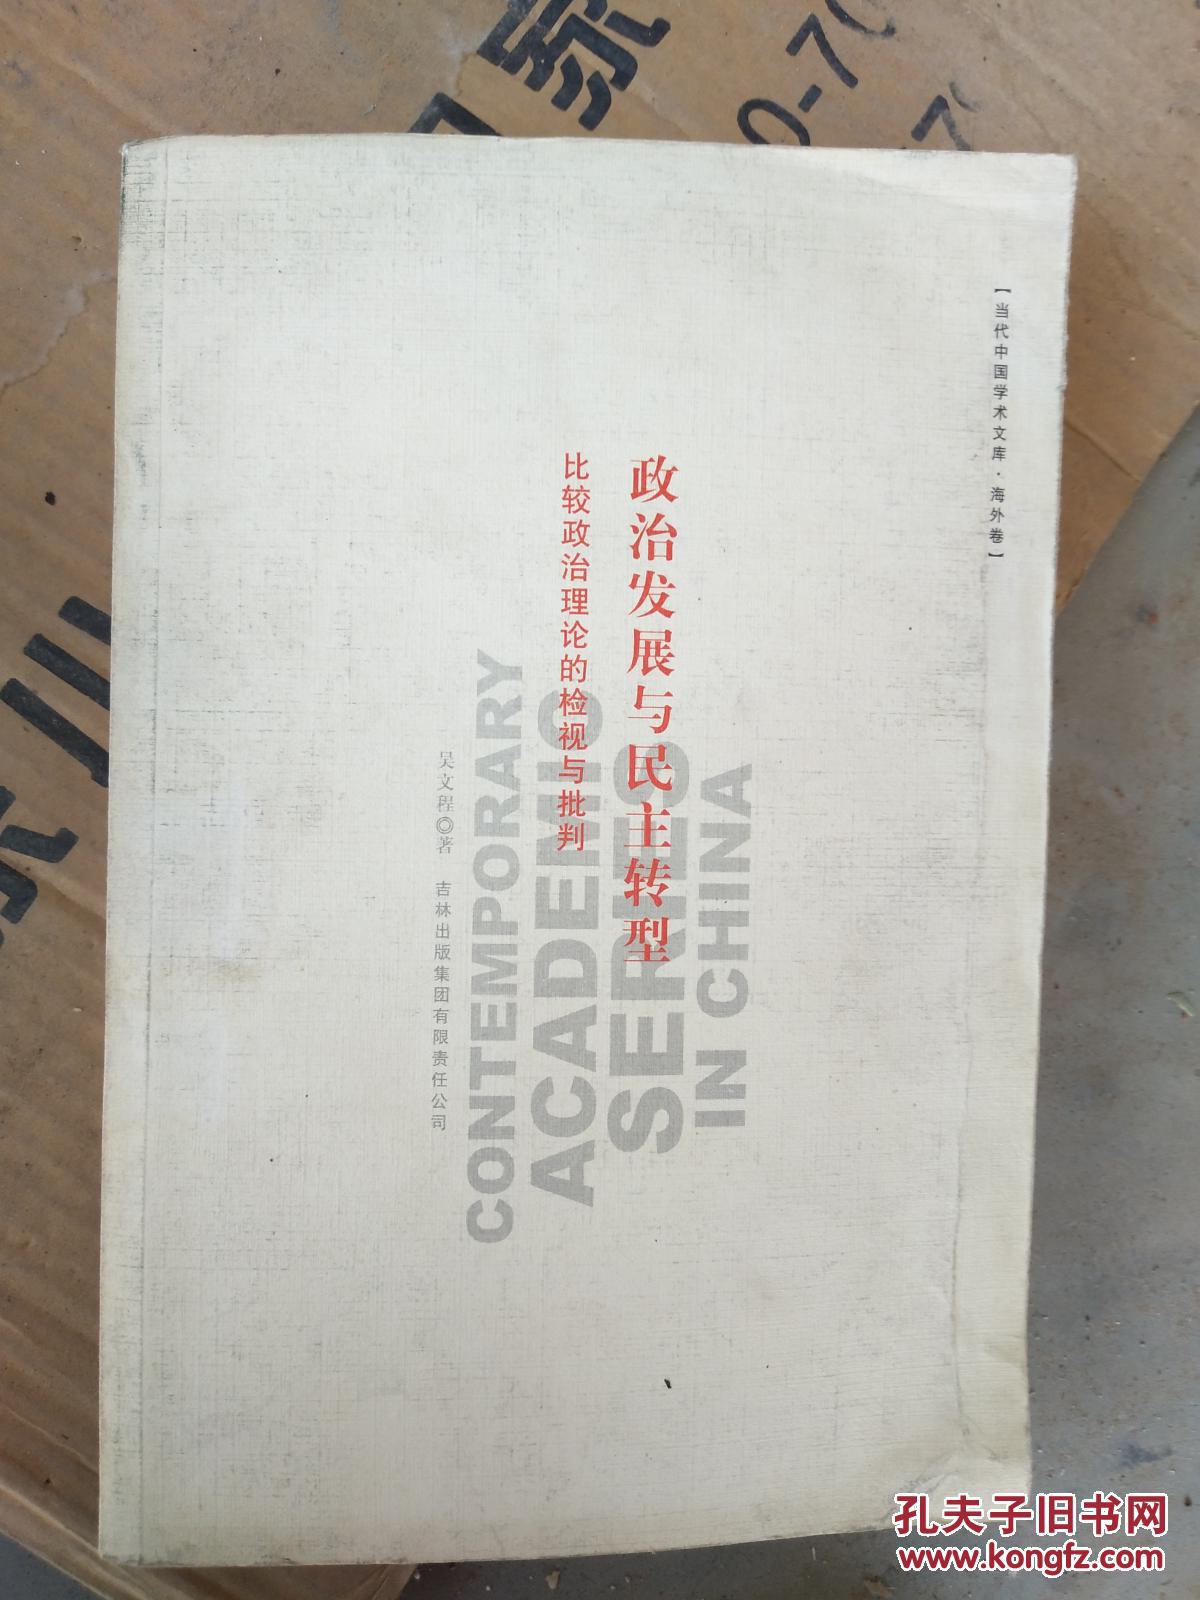 【当代中国学术文库·海外卷】
政治发展与民主转型
比较政治理论的检视与批判
吴文程◎著 吉林出版集团有限责任公司
CONTEMPORARY
ACADEMIC
SERIES
IN CHINA
孔夫子旧书网
www.kongfz.com